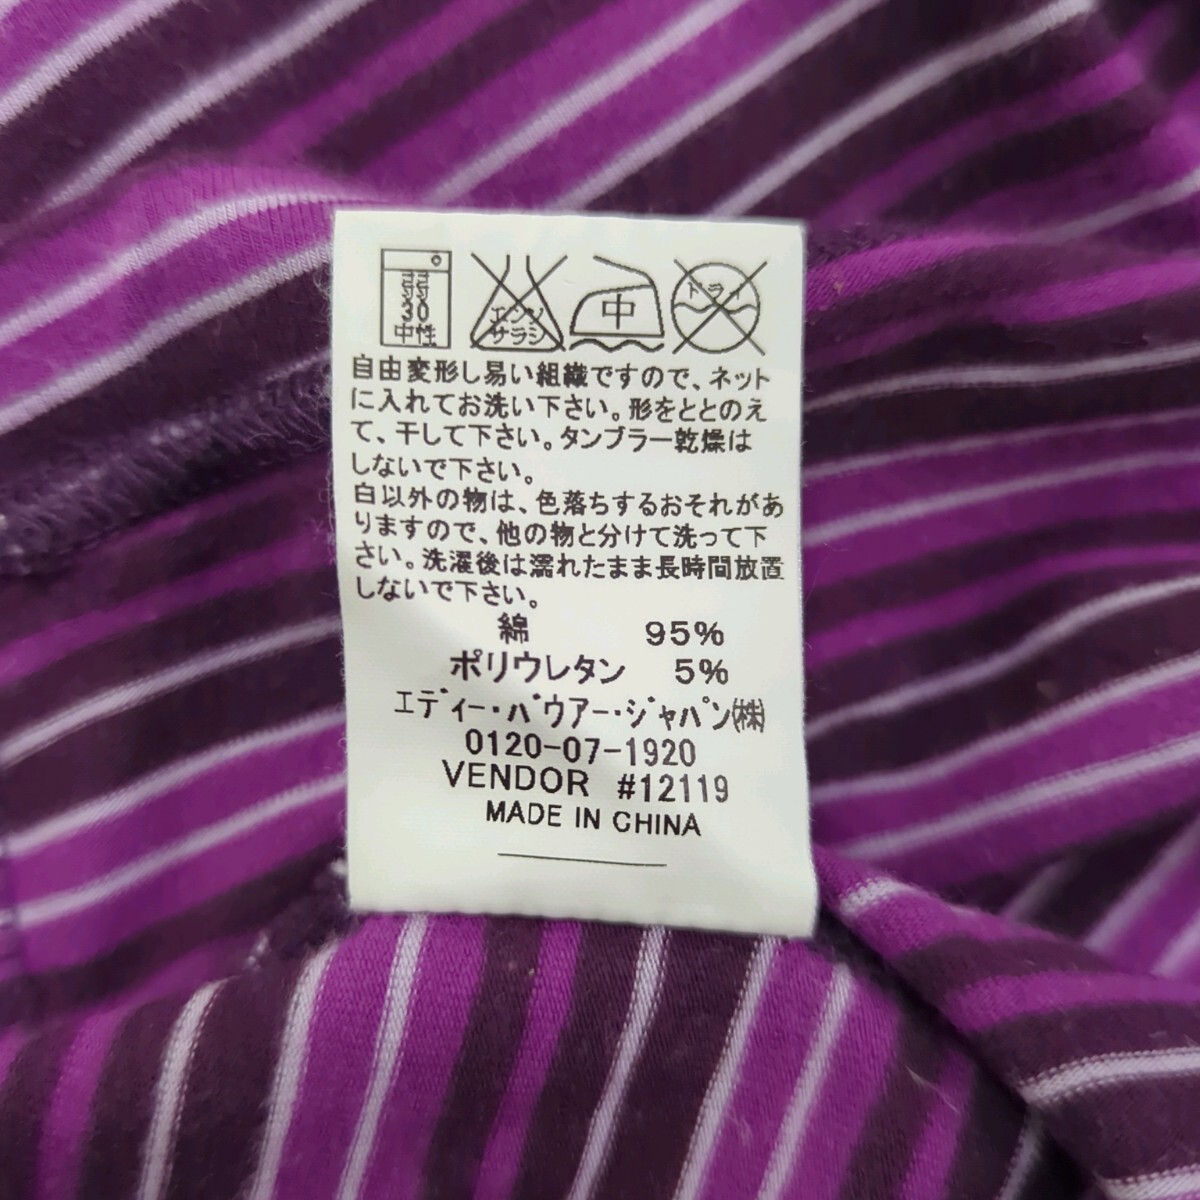 30
中性
エンソ
サラシ
中
ドライ
自由変形し易い組織ですので、ネット
に入れてお洗い下さい。形をととのえ
て、干して下さい。タンブラー乾燥は
しないで下さい。
白以外の物は、色落ちするおそれがあ
りますので、他の物と分けて洗って下
さい。洗濯後は濡れたまま長時間放置
しないで下さい。
綿 95%
ポリウレタン 5%
エディー・バウアー・ジャパン㈱
0120-07-1920
VENDOR #12119
MADE IN CHINA